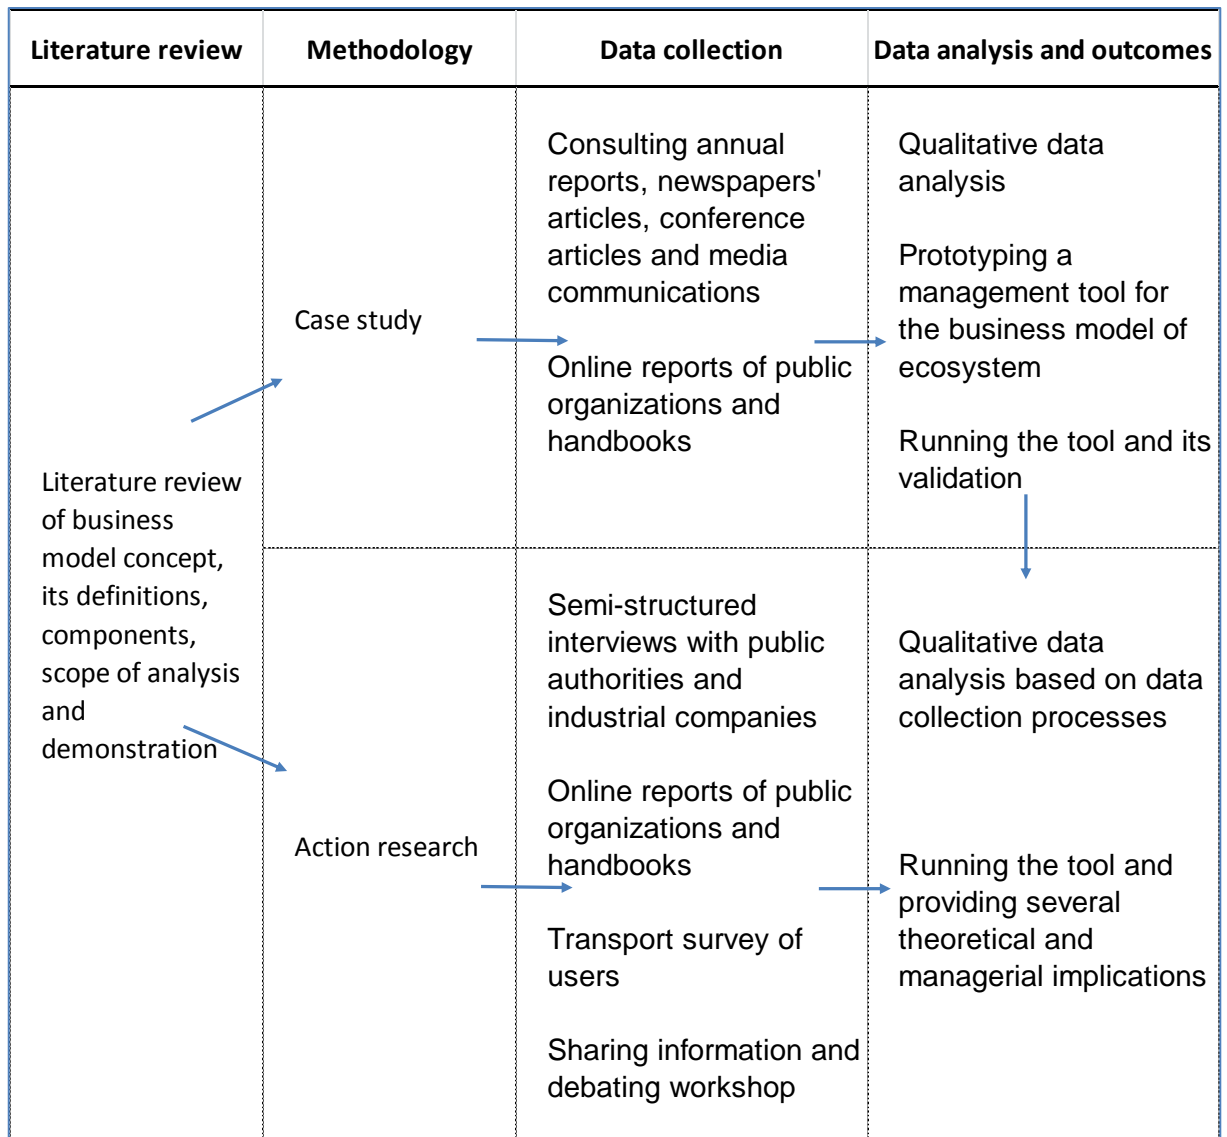 Literature review
Methodology
Data collection
Data analysis and outcomes
Literature review
of business
model concept,
its definitions,
components,
scope of analysis
and
demonstration
Case study
Consulting annual
reports, newspapers'
articles, conference
articles and media
communications
Online reports of public
organizations and
handbooks
Qualitative data
analysis
Prototyping a
management tool for
the business model of
ecosystem
Running the tool and its
validation
Action research
Semi-structured
interviews with public
authorities and
industrial companies
Online reports of public
organizations and
handbooks
Transport survey of
users
Sharing information and
debating workshop
Qualitative data
analysis based on data
collection processes
Running the tool and
providing several
theoretical and
managerial implications